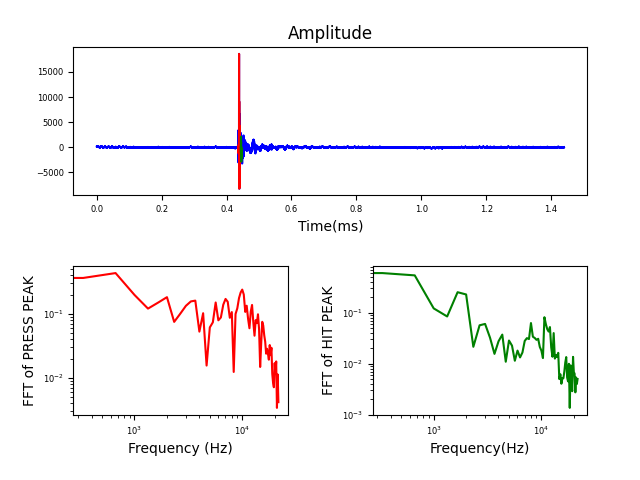 Amplitude
15000
10000
5000
0
−5000
0.0 0.2 0.4 0.6 0.8 1.0 1.2 1.4
Time(ms)
FFT of PRESS PEAK
10⁻¹
10⁻²
10³ 10⁴
Frequency (Hz)
FFT of HIT PEAK
10⁻¹
10⁻²
10⁻³
10³ 10⁴
Frequency(Hz)